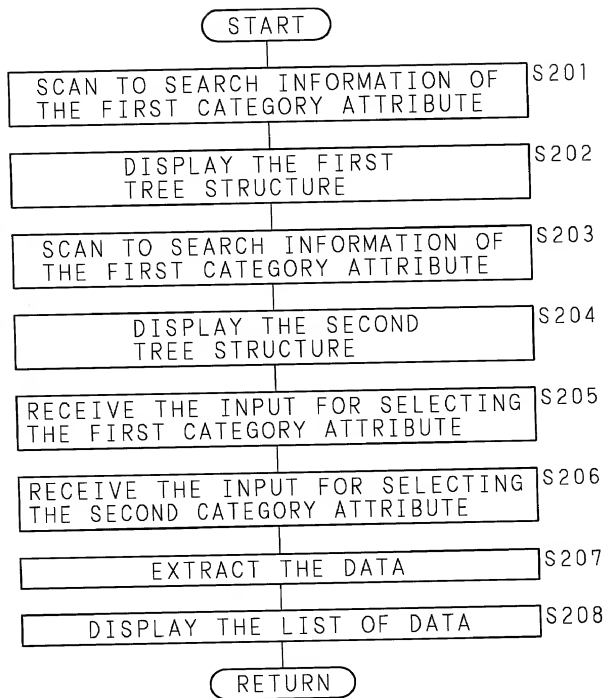 START
SCAN TO SEARCH INFORMATION OF
THE FIRST CATEGORY ATTRIBUTE
S201
DISPLAY THE FIRST
TREE STRUCTURE
S202
SCAN TO SEARCH INFORMATION OF
THE FIRST CATEGORY ATTRIBUTE
S203
DISPLAY THE SECOND
TREE STRUCTURE
S204
RECEIVE THE INPUT FOR SELECTING
THE FIRST CATEGORY ATTRIBUTE
S205
RECEIVE THE INPUT FOR SELECTING
THE SECOND CATEGORY ATTRIBUTE
S206
EXTRACT THE DATA
S207
DISPLAY THE LIST OF DATA
S208
RETURN